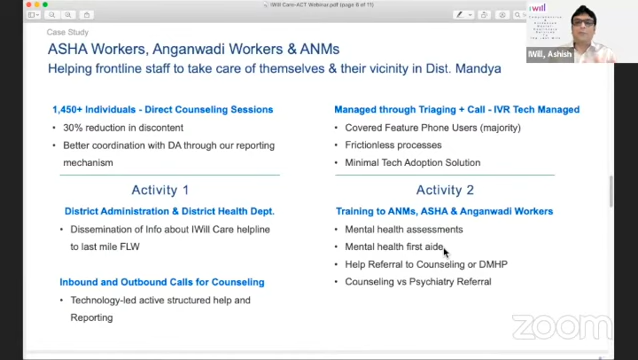 IWill Care-ACT Webinar.pdf (page 6 of 11)
Case Study
ASHA Workers, Anganwadi Workers & ANMs
Helping frontline staff to take care of themselves & their vicinity in Dist. Mandya
1,450+ Individuals - Direct Counseling Sessions
• 30% reduction in discontent
• Better coordination with DA through our reporting
mechanism
Managed through Triaging + Call - IVR Tech Managed
• Covered Feature Phone Users (majority)
• Frictionless processes
• Minimal Tech Adoption Solution
Activity 1
District Administration & District Health Dept.
• Dissemination of Info about IWill Care helpline
to last mile FLW
Inbound and Outbound Calls for Counseling
• Technology-led active structured help and
Reporting
Activity 2
Training to ANMs, ASHA & Anganwadi Workers
• Mental health assessments
• Mental health first aide
• Help Referral to Counseling or DMHP
• Counseling vs Psychiatry Referral
iwill
IWill, Ashish
zoom